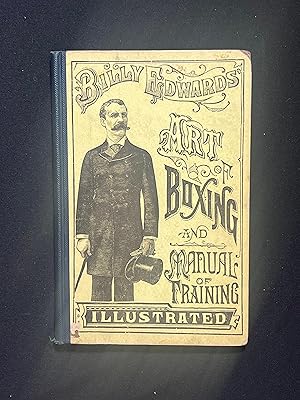 BILLY EDWARDS'
ART
OF
BOXING
AND
MANUAL
OF
TRAINING
ILLUSTRATED